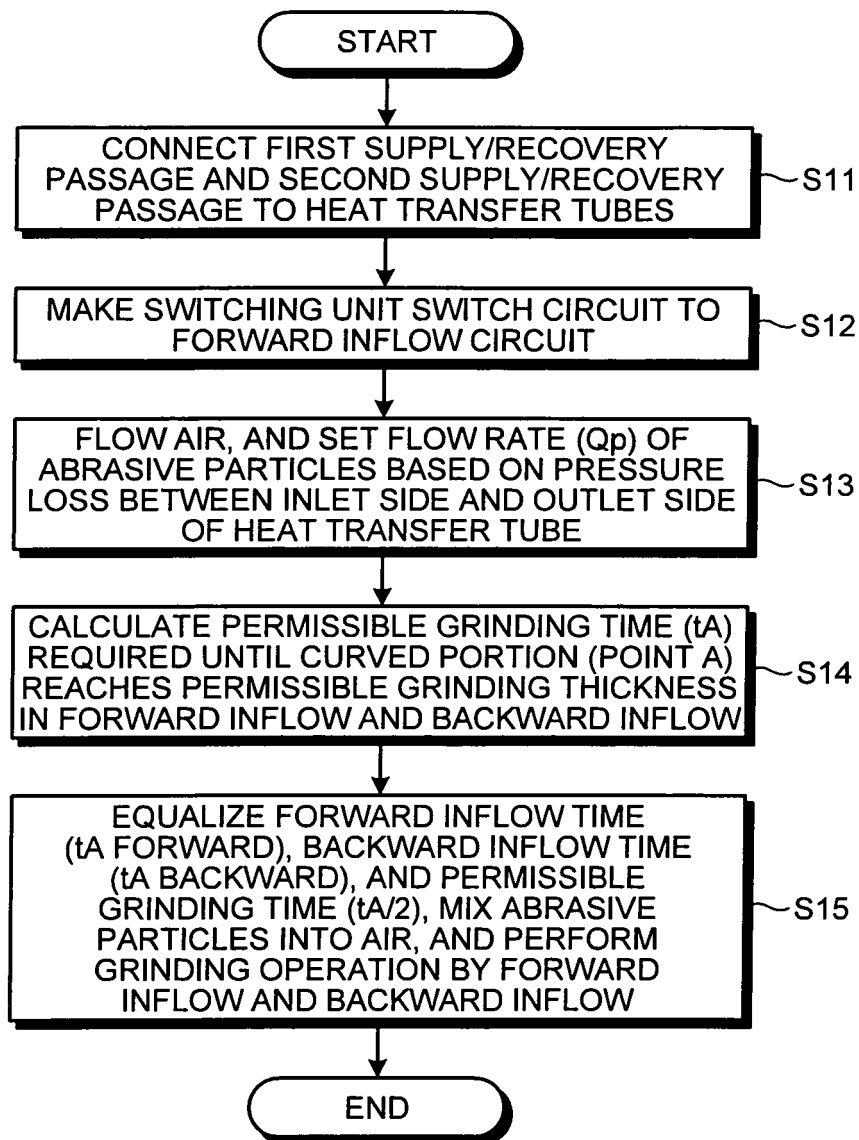 START
CONNECT FIRST SUPPLY/RECOVERY
PASSAGE AND SECOND SUPPLY/RECOVERY
PASSAGE TO HEAT TRANSFER TUBES
S11
MAKE SWITCHING UNIT SWITCH CIRCUIT TO
FORWARD INFLOW CIRCUIT
S12
FLOW AIR, AND SET FLOW RATE (Qp) OF
ABRASIVE PARTICLES BASED ON PRESSURE
LOSS BETWEEN INLET SIDE AND OUTLET SIDE
OF HEAT TRANSFER TUBE
S13
CALCULATE PERMISSIBLE GRINDING TIME (tA)
REQUIRED UNTIL CURVED PORTION (POINT A)
REACHES PERMISSIBLE GRINDING THICKNESS
IN FORWARD INFLOW AND BACKWARD INFLOW
S14
EQUALIZE FORWARD INFLOW TIME
(tA FORWARD), BACKWARD INFLOW TIME
(tA BACKWARD), AND PERMISSIBLE
GRINDING TIME (tA/2), MIX ABRASIVE
PARTICLES INTO AIR, AND PERFORM
GRINDING OPERATION BY FORWARD
INFLOW AND BACKWARD INFLOW
S15
END